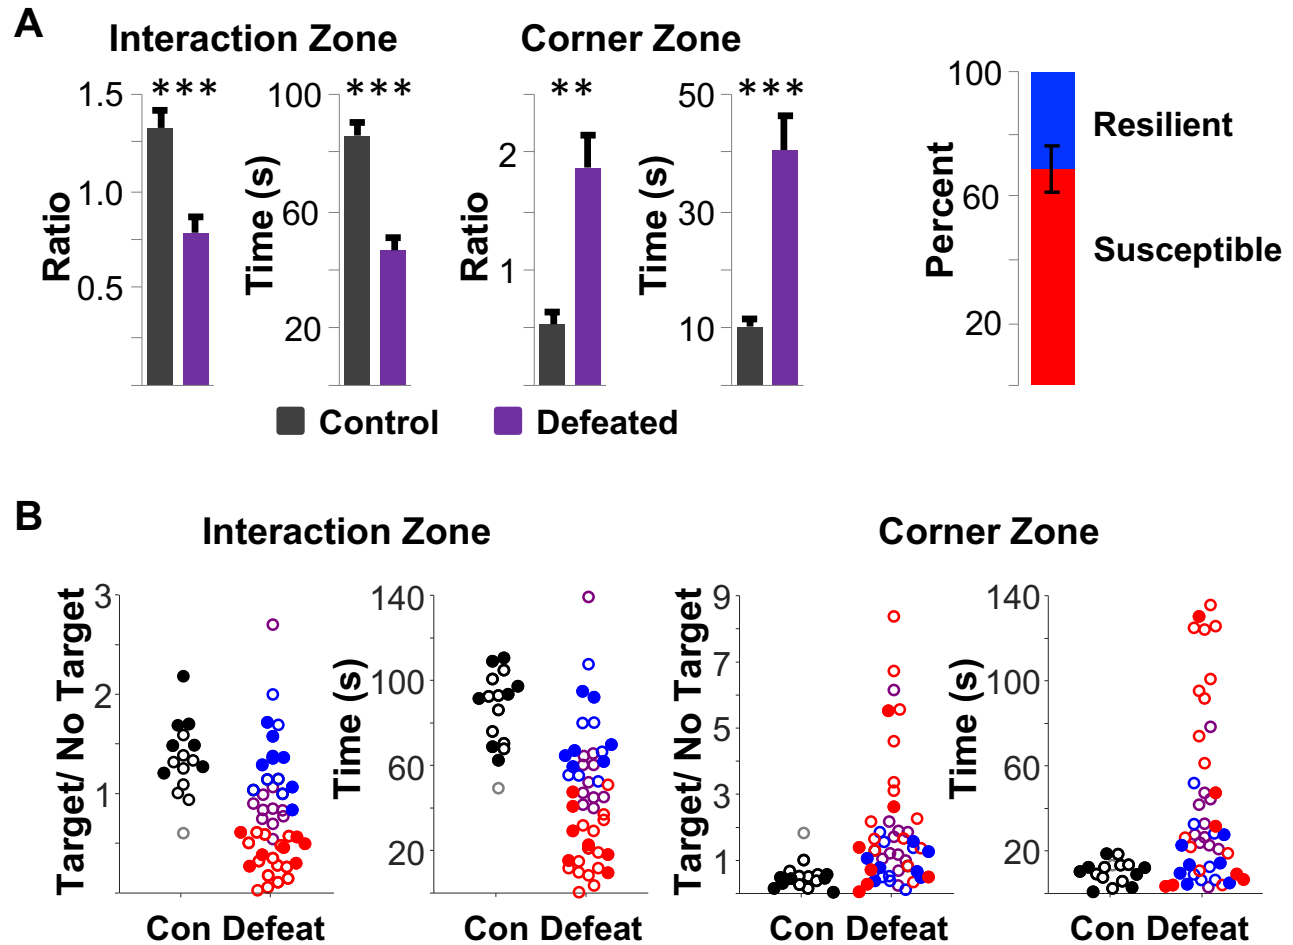 A
Interaction Zone
Corner Zone
*** *** ** ***
1.5
1.0
0.5
Ratio
100
60
20
Time (s)
2
1
Ratio
50
30
10
Time (s)
100
60
20
Percent
Resilient
Susceptible
Control
Defeated
B
Interaction Zone
Corner Zone
3
2
1
Target/ No Target
140
100
60
20
Time (s)
9
7
5
3
1
Target/ No Target
140
100
60
20
Time (s)
Con Defeat
Con Defeat
Con Defeat
Con Defeat